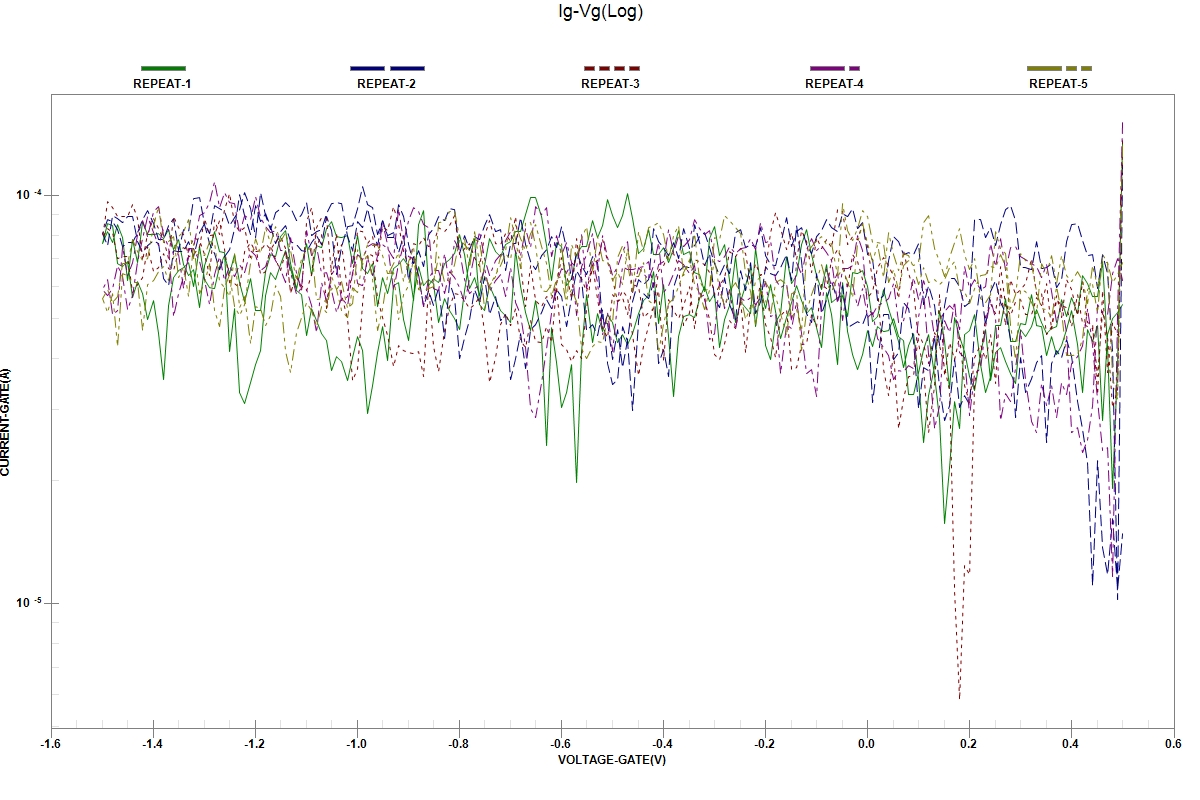 Ig-Vg(Log)
REPEAT-1 REPEAT-2 REPEAT-3 REPEAT-4 REPEAT-5
10 -4
10 -5
CURRENT-GATE(A)
-1.6 -1.4 -1.2 -1.0 -0.8 -0.6 -0.4 -0.2 0.0 0.2 0.4 0.6
VOLTAGE-GATE(V)